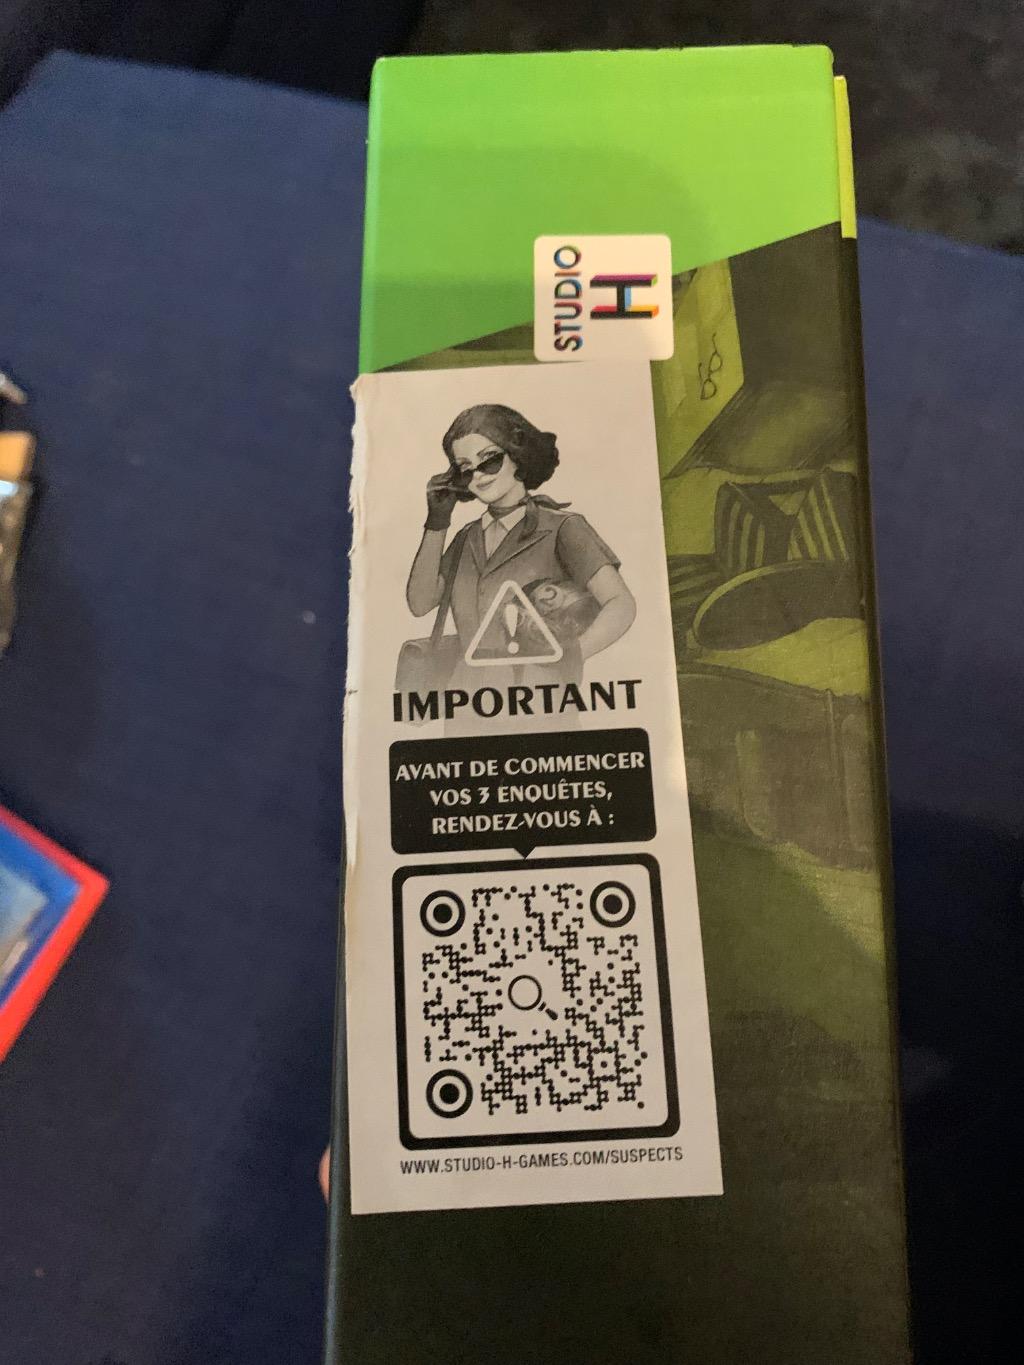 STUDIO
H
IMPORTANT
AVANT DE COMMENCER
VOS 3 ENQUÊTES,
RENDEZ-VOUS À :
WWW.STUDIO-H-GAMES.COM/SUSPECTS